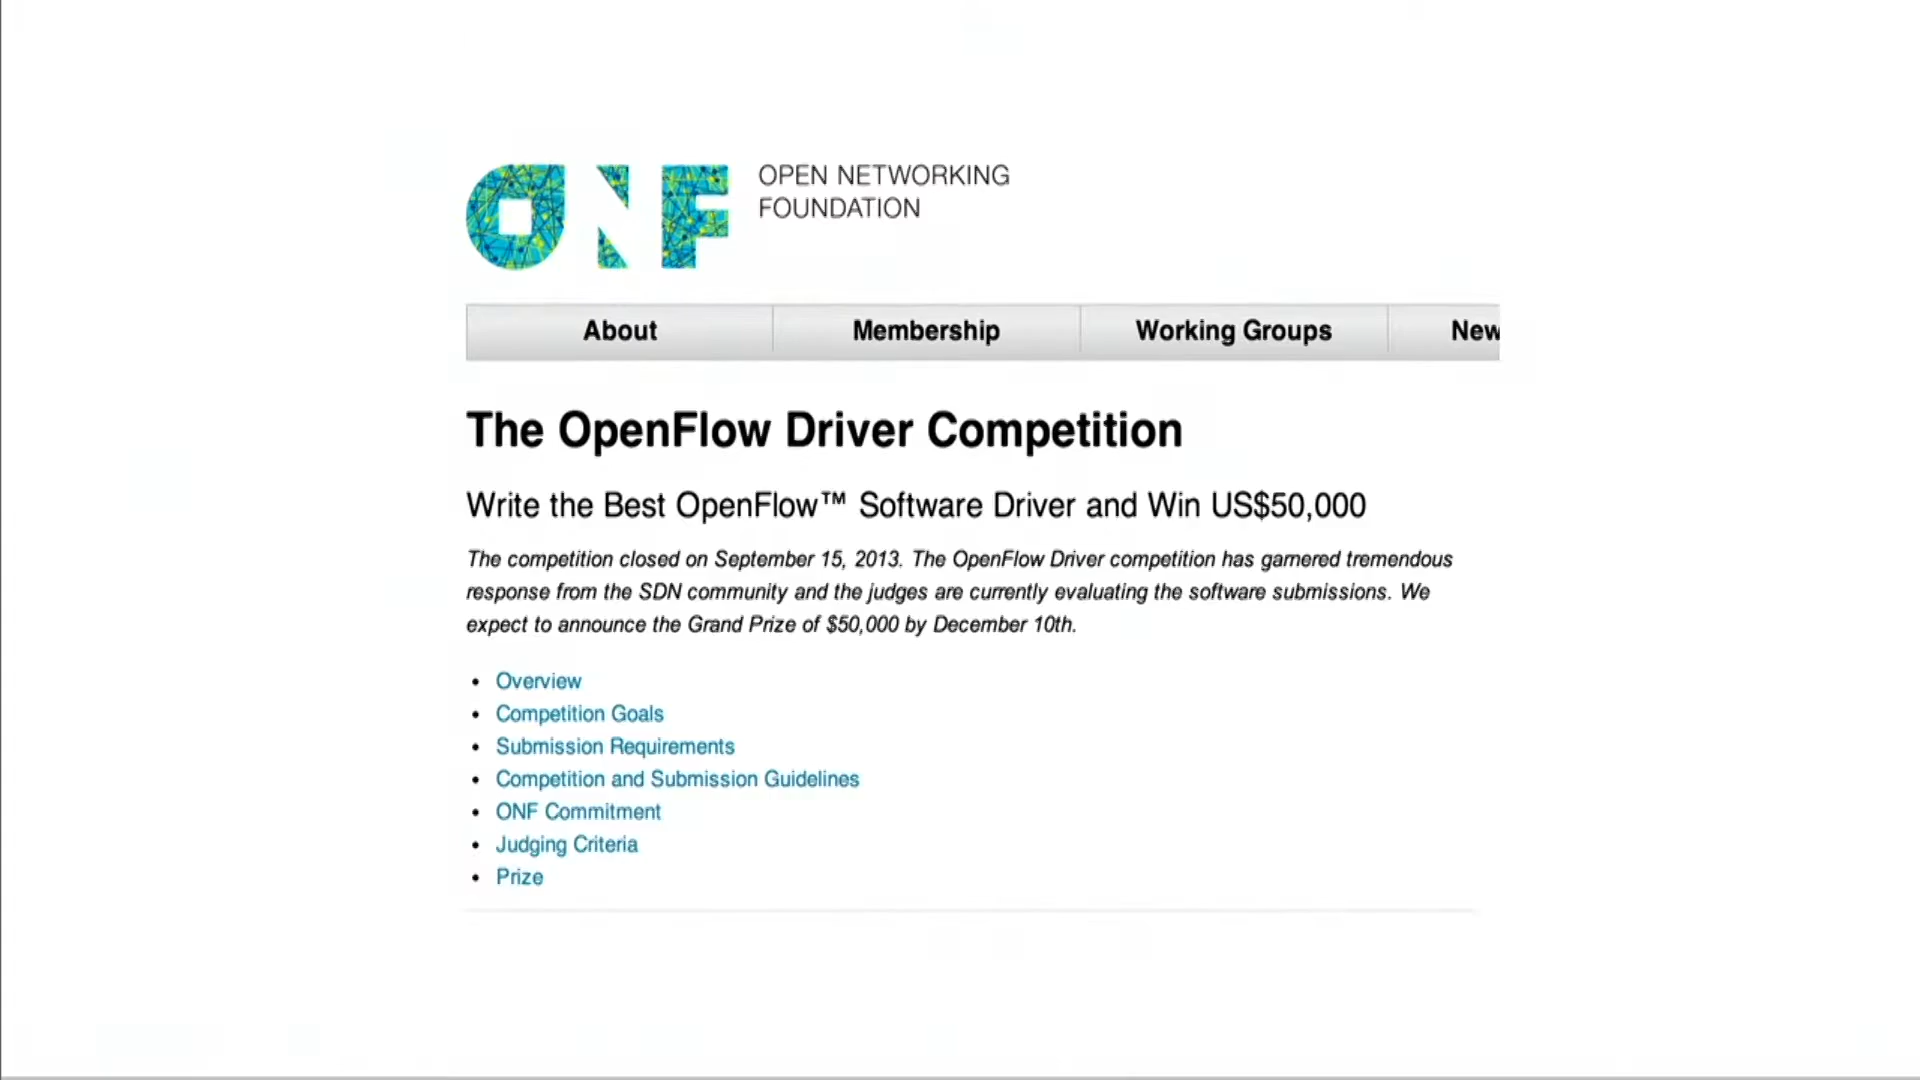 ONF
OPEN NETWORKING
FOUNDATION
About
Membership
Working Groups
New
The OpenFlow Driver Competition
Write the Best OpenFlow™ Software Driver and Win US$50,000
The competition closed on September 15, 2013. The OpenFlow Driver competition has garnered tremendous
response from the SDN community and the judges are currently evaluating the software submissions. We
expect to announce the Grand Prize of $50,000 by December 10th.
• Overview
• Competition Goals
• Submission Requirements
• Competition and Submission Guidelines
• ONF Commitment
• Judging Criteria
• Prize